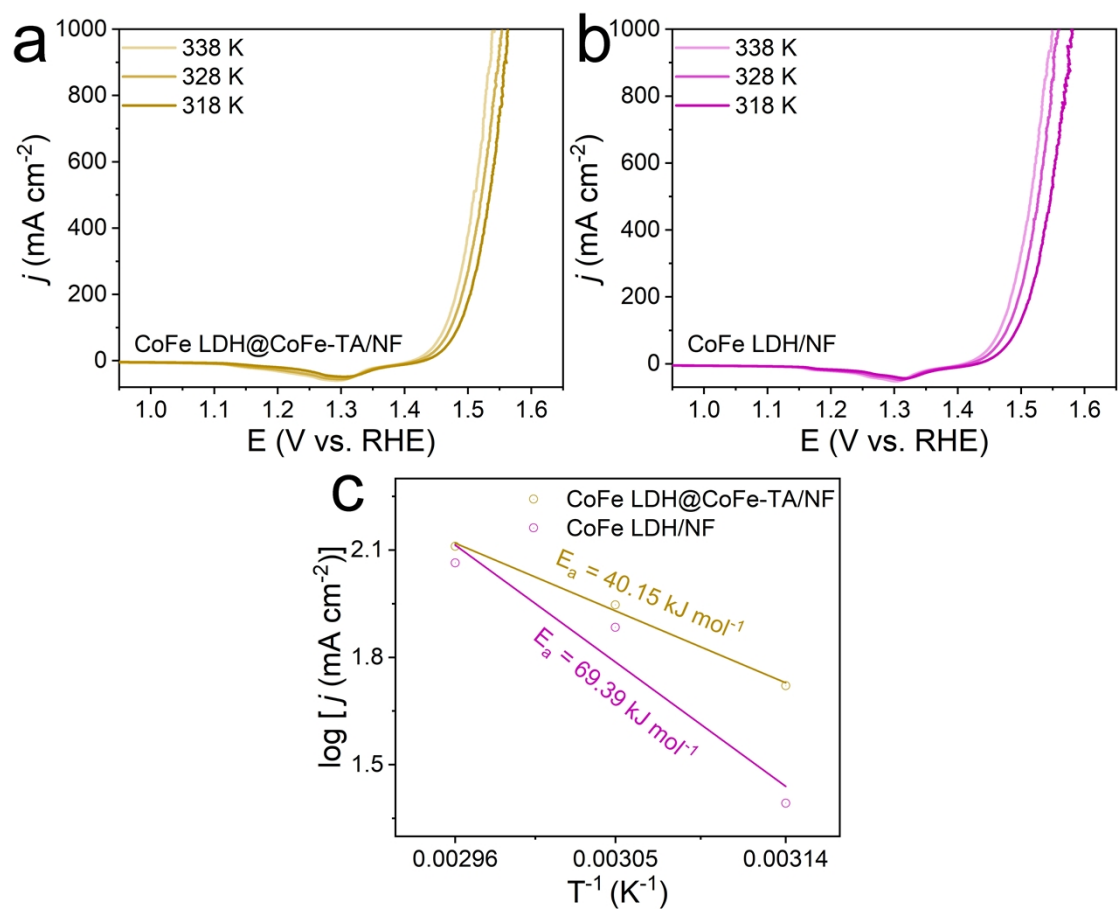 a
1000
800
600
400
200
0
j (mA cm⁻²)
338 K
328 K
318 K
CoFe LDH@CoFe-TA/NF
1.0 1.1 1.2 1.3 1.4 1.5 1.6
E (V vs. RHE)
b
1000
800
600
400
200
0
j (mA cm⁻²)
338 K
328 K
318 K
CoFe LDH/NF
1.0 1.1 1.2 1.3 1.4 1.5 1.6
E (V vs. RHE)
c
2.1
1.8
1.5
log [ j (mA cm⁻²)]
CoFe LDH@CoFe-TA/NF
CoFe LDH/NF
Eₐ = 40.15 kJ mol⁻¹
Eₐ = 69.39 kJ mol⁻¹
0.00296 0.00305 0.00314
T⁻¹ (K⁻¹)